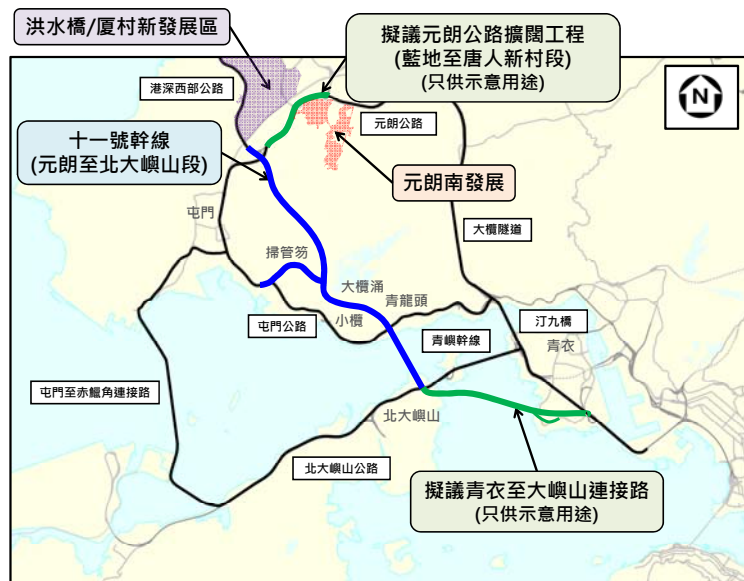 洪水橋/厦村新發展區
擬議元朗公路擴闊工程
(藍地至唐人新村段)
(只供示意用途)
港深西部公路
N
元朗公路
十一號幹線
(元朗至北大嶼山段)
元朗南發展
屯門
大欖隧道
掃管笏
大欖涌
青龍頭
小欖
屯門公路
汀九橋
青嶼幹線
青衣
屯門至赤鱲角連接路
北大嶼山
北大嶼山公路
擬議青衣至大嶼山連接路
(只供示意用途)